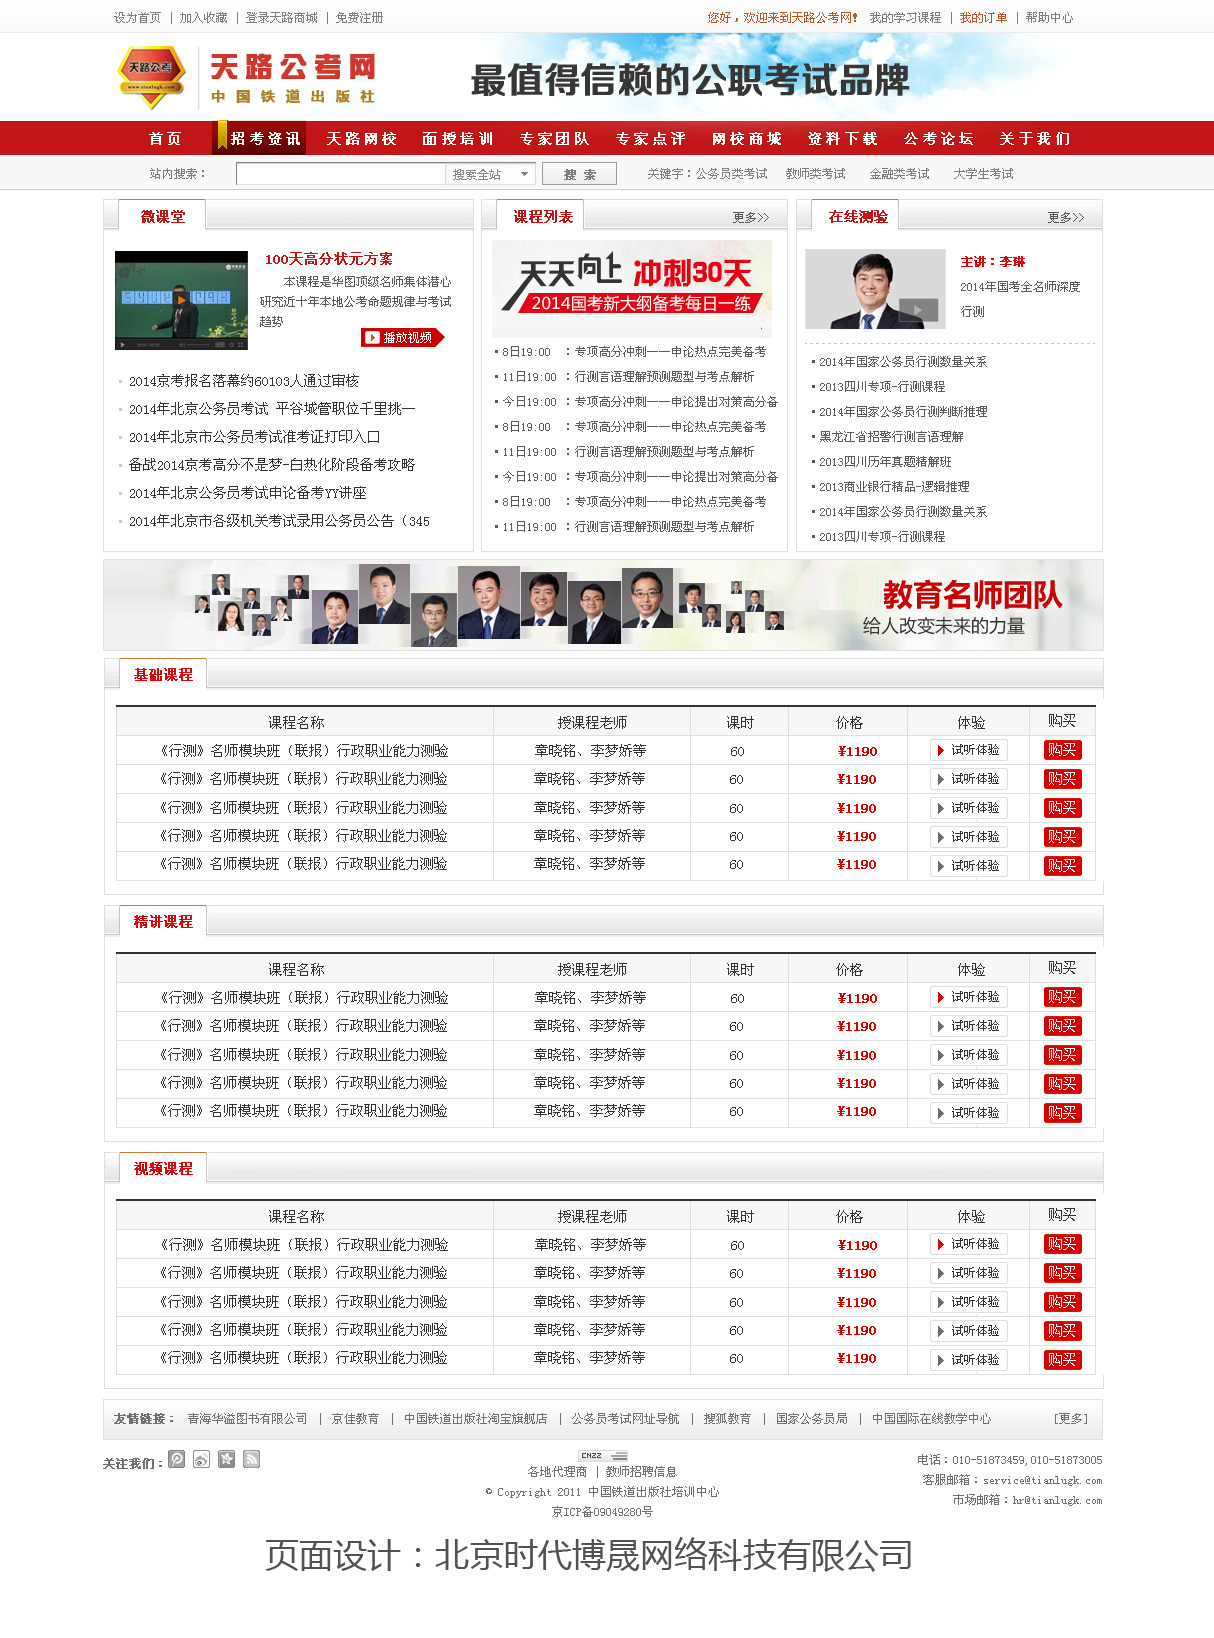 设为首页 | 加入收藏 | 登录天路商城 | 免费注册
您好，欢迎来到天路公考网！ 我的学习课程 | 我的订单 | 帮助中心
天路公考
www.tianlugk.com
天路公考网
中国铁道出版社
最值得信赖的公职考试品牌
首页 招考资讯 天路网校 面授培训 专家团队 专家点评 网校商城 资料下载 公考论坛 关于我们
站内搜索： 搜索全站 搜 索 关键字：公务员类考试 教师类考试 金融类考试 大学生考试
微课堂
100天高分状元方案
本课程是华图顶级名师集体潜心
研究近十年本地公考命题规律与考试
趋势
播放视频
2014京考报名落幕约60103人通过审核
2014年北京公务员考试 平谷城管职位千里挑一
2014年北京市公务员考试准考证打印入口
备战2014京考高分不是梦-白热化阶段备考攻略
2014年北京公务员考试申论备考YY讲座
2014年北京市各级机关考试录用公务员公告（345
课程列表 更多>>
天天向上 冲刺30天
2014国考新大纲备考每日一练
8日19:00 ：专项高分冲刺——申论热点完美备考
11日19:00 ：行测言语理解预测题型与考点解析
今日19:00 ：专项高分冲刺——申论提出对策高分备
8日19:00 ：专项高分冲刺——申论热点完美备考
11日19:00 ：行测言语理解预测题型与考点解析
今日19:00 ：专项高分冲刺——申论提出对策高分备
8日19:00 ：专项高分冲刺——申论热点完美备考
11日19:00 ：行测言语理解预测题型与考点解析
在线测验 更多>>
主讲：李琳
2014年国考全名师深度
行测
2014年国家公务员行测数量关系
2013四川专项-行测课程
2014年国家公务员行测判断推理
黑龙江省招警行测言语理解
2013四川历年真题精解班
2013商业银行精品-逻辑推理
2014年国家公务员行测数量关系
2013四川专项-行测课程
教育名师团队
给人改变未来的力量
基础课程
课程名称 授课程老师 课时 价格 体验 购买
《行测》名师模块班（联报）行政职业能力测验 章晓铭、李梦娇等 60 ¥1190 试听体验 购买
《行测》名师模块班（联报）行政职业能力测验 章晓铭、李梦娇等 60 ¥1190 试听体验 购买
《行测》名师模块班（联报）行政职业能力测验 章晓铭、李梦娇等 60 ¥1190 试听体验 购买
《行测》名师模块班（联报）行政职业能力测验 章晓铭、李梦娇等 60 ¥1190 试听体验 购买
《行测》名师模块班（联报）行政职业能力测验 章晓铭、李梦娇等 60 ¥1190 试听体验 购买
精讲课程
课程名称 授课程老师 课时 价格 体验 购买
《行测》名师模块班（联报）行政职业能力测验 章晓铭、李梦娇等 60 ¥1190 试听体验 购买
《行测》名师模块班（联报）行政职业能力测验 章晓铭、李梦娇等 60 ¥1190 试听体验 购买
《行测》名师模块班（联报）行政职业能力测验 章晓铭、李梦娇等 60 ¥1190 试听体验 购买
《行测》名师模块班（联报）行政职业能力测验 章晓铭、李梦娇等 60 ¥1190 试听体验 购买
《行测》名师模块班（联报）行政职业能力测验 章晓铭、李梦娇等 60 ¥1190 试听体验 购买
视频课程
课程名称 授课程老师 课时 价格 体验 购买
《行测》名师模块班（联报）行政职业能力测验 章晓铭、李梦娇等 60 ¥1190 试听体验 购买
《行测》名师模块班（联报）行政职业能力测验 章晓铭、李梦娇等 60 ¥1190 试听体验 购买
《行测》名师模块班（联报）行政职业能力测验 章晓铭、李梦娇等 60 ¥1190 试听体验 购买
《行测》名师模块班（联报）行政职业能力测验 章晓铭、李梦娇等 60 ¥1190 试听体验 购买
《行测》名师模块班（联报）行政职业能力测验 章晓铭、李梦娇等 60 ¥1190 试听体验 购买
友情链接： 青海华溢图书有限公司 | 京佳教育 | 中国铁道出版社淘宝旗舰店 | 公务员考试网址导航 | 搜狐教育 | 国家公务员局 | 中国国际在线教学中心 [更多]
关注我们：
CNZZ
各地代理商 | 教师招聘信息
© Copyright 2011 中国铁道出版社培训中心
京ICP备09049280号
电话：010-51873459,010-51873005
客服邮箱：service@tianlugk.com
市场邮箱：hr@tianlugk.com
页面设计：北京时代博晟网络科技有限公司